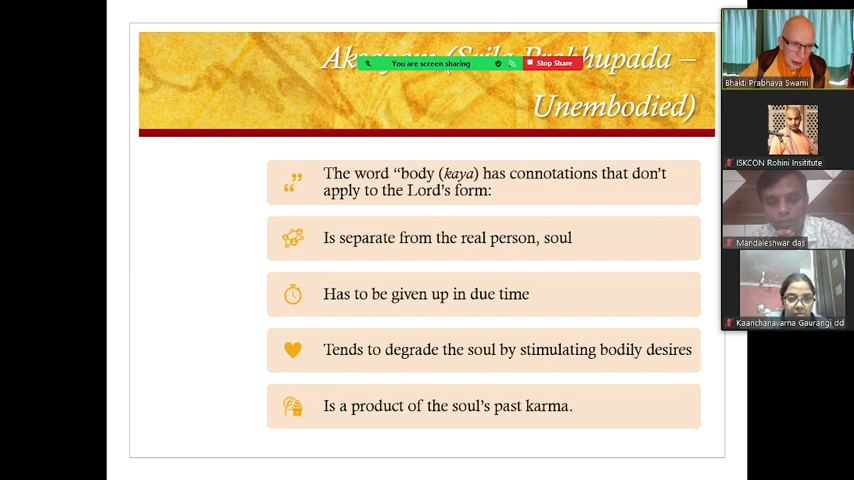 (Srila Prabhupada –
Unembodied)
You are screen sharing
Stop Share
The word “body (kaya) has connotations that don’t
apply to the Lord’s form:
Is separate from the real person, soul
Has to be given up in due time
Tends to degrade the soul by stimulating bodily desires
Is a product of the soul’s past karma.
Bhakti Prabhava Swami
ISKCON Rohini Insititute
Mandaleshwar das
Kaanchanavarna Gaurangi dd